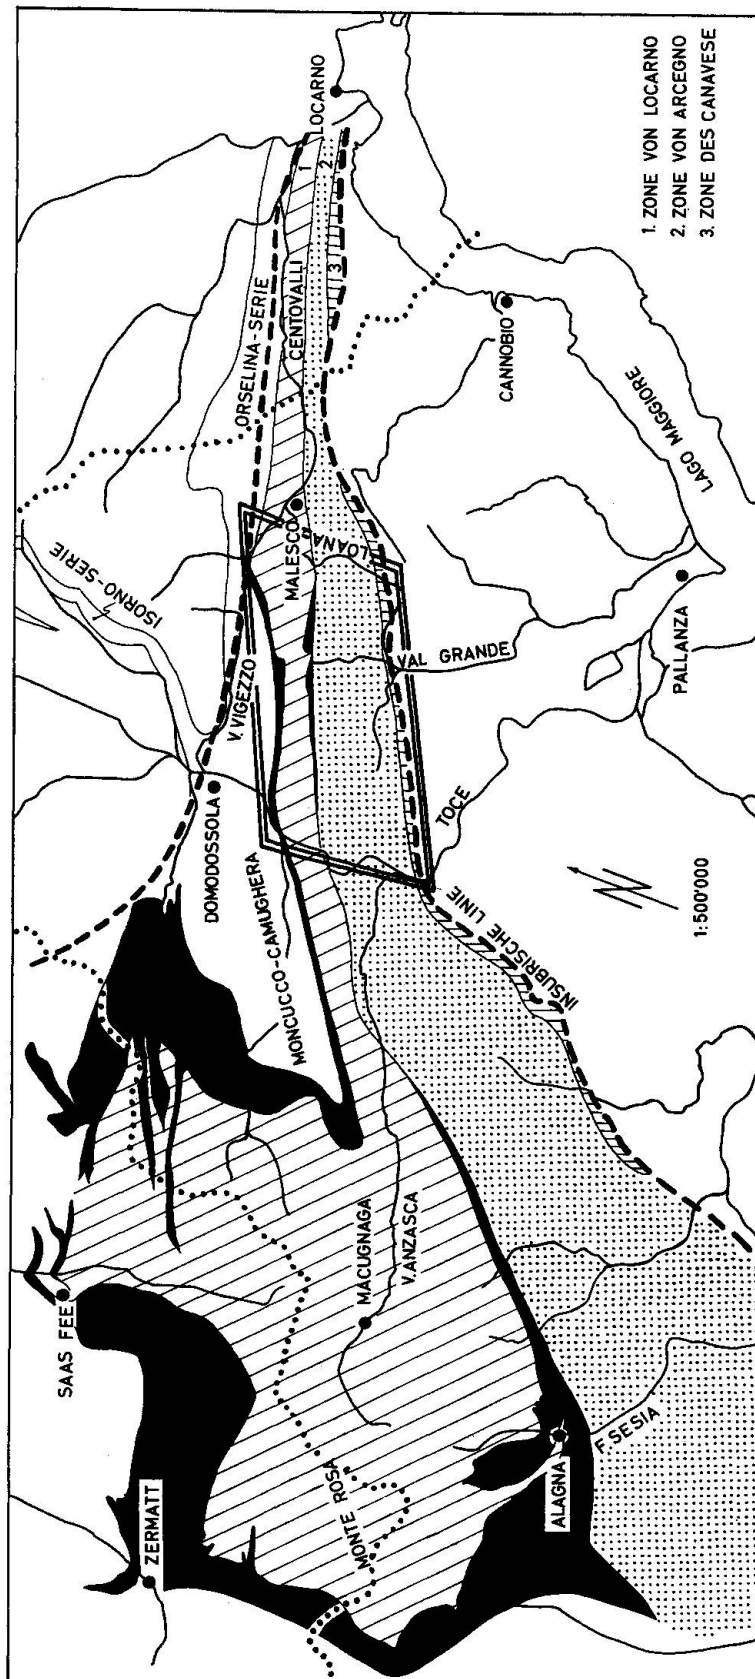 ZERMATT
SAAS FEE
MONTE ROSA
MACUGNAGA
V. ANZASCA
ALAGNA
F. SESIA
MONCUCCO-CAMUGHERA
DOMODOSSOLA
V. VIGEZZO
ISORNO-SERIE
ORSELINA-SERIE
CENTOVALLI
MALESCO
LOANA
LOCARNO
1
2
3
VAL GRANDE
TOCE
INSUBRISCHE LINIE
CANNOBIO
LAGO MAGGIORE
PALLANZA
N
1:500'000
1. ZONE VON LOCARNO
2. ZONE VON ARCEGNO
3. ZONE DES CANAVESE